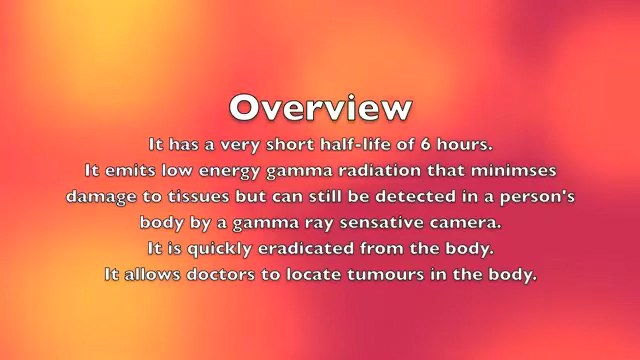 Overview
It has a very short half-life of 6 hours.
It emits low energy gamma radiation that minimses
damage to tissues but can still be detected in a person's
body by a gamma ray sensative camera.
It is quickly eradicated from the body.
It allows doctors to locate tumours in the body.